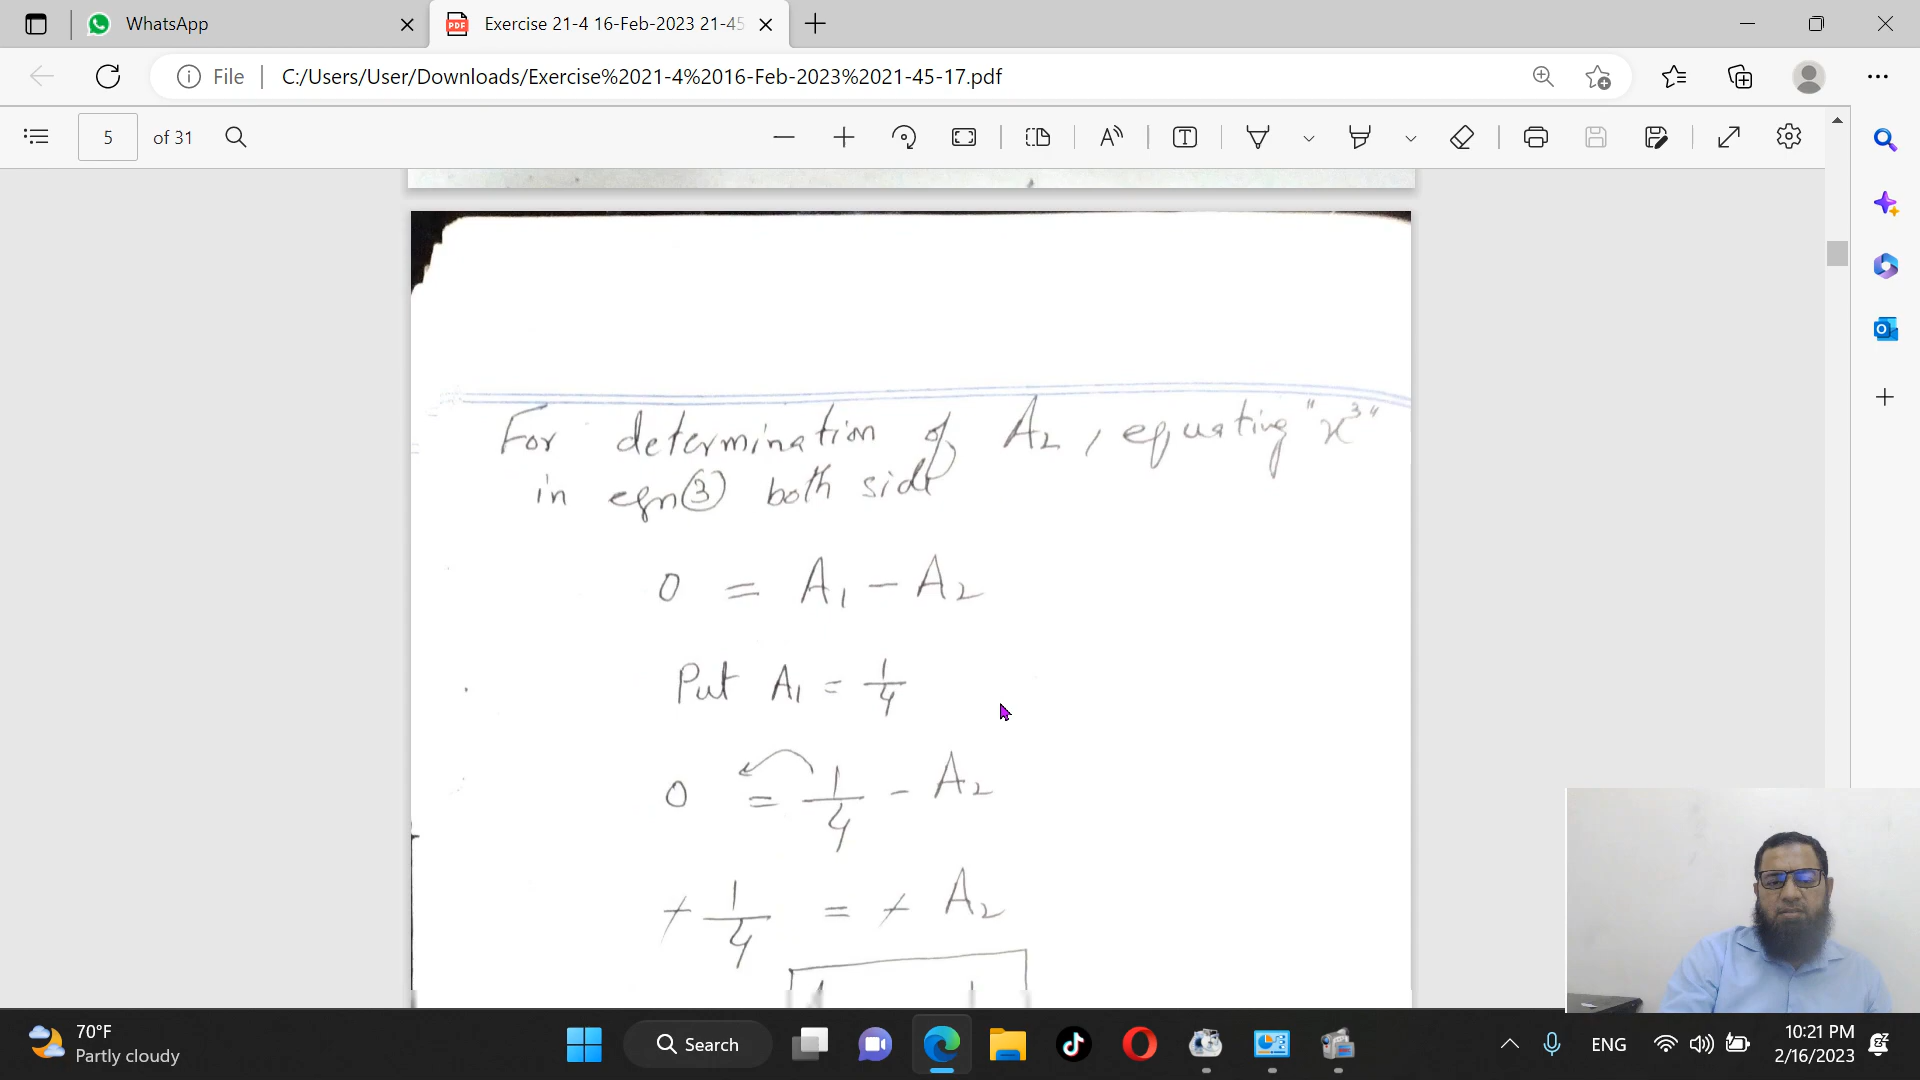 WhatsApp
Exercise 21-4 16-Feb-2023 21-45
File
C:/Users/User/Downloads/Exercise%2021-4%2016-Feb-2023%2021-45-17.pdf
5 of 31
For determination of A2, equating "x³"
in eqn(3) both side
0 = A1 - A2
Put A1 = 1/4
0 = 1/4 - A2
+ 1/4 = + A2
70°F
Partly cloudy
Search
ENG
10:21 PM
2/16/2023